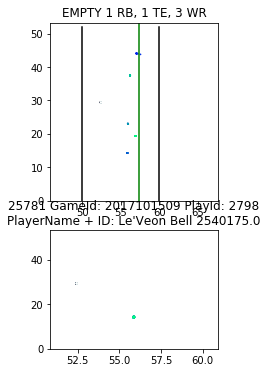 EMPTY 1 RB, 1 TE, 3 WR
50
40
30
20
10
0
50 55 60 65
25781 GameId: 2017101509 PlayId: 2798
PlayerName + ID: Le'Veon Bell 2540175.0
40
20
0
52.5 55.0 57.5 60.0